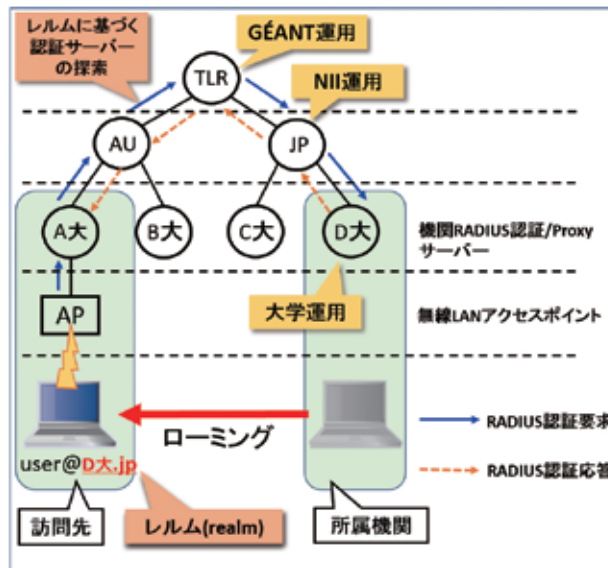 レルムに基づく
認証サーバー
の探索
GÉANT運用
TLR
NII運用
AU
JP
A大
B大
C大
D大
機関RADIUS認証/Proxy
サーバー
大学運用
AP
無線LANアクセスポイント
ローミング
RADIUS認証要求
user@D大.jp
RADIUS認証応答
訪問先
レルム(realm)
所属機関